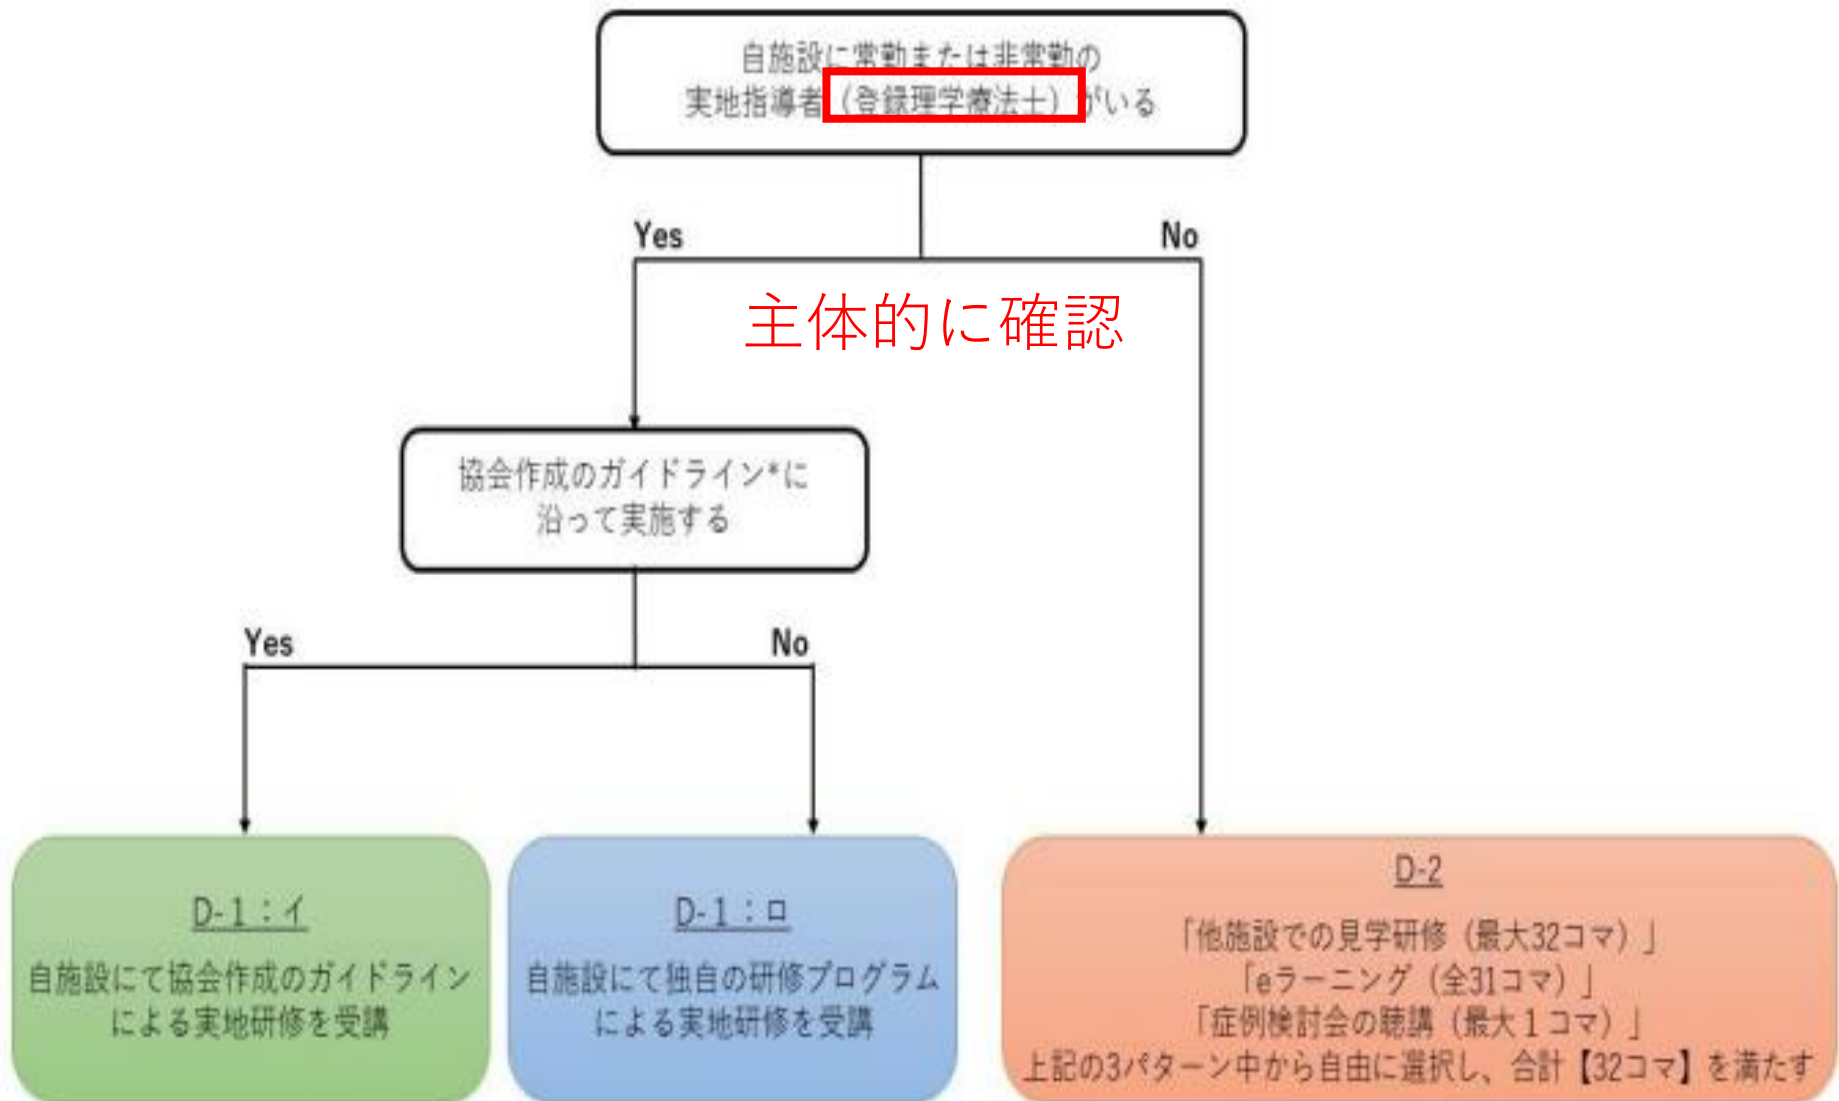 自施設に常勤または非常勤の
実地指導者（登録理学療法士）がいる
Yes
No
主体的に確認
協会作成のガイドライン*に
沿って実施する
Yes
No
D-1：イ
自施設にて協会作成のガイドライン
による実地研修を受講
D-1：ロ
自施設にて独自の研修プログラム
による実地研修を受講
D-2
「他施設での見学研修（最大32コマ）」
「eラーニング（全31コマ）」
「症例検討会の聴講（最大１コマ）」
上記の3パターン中から自由に選択し、合計【32コマ】を満たす